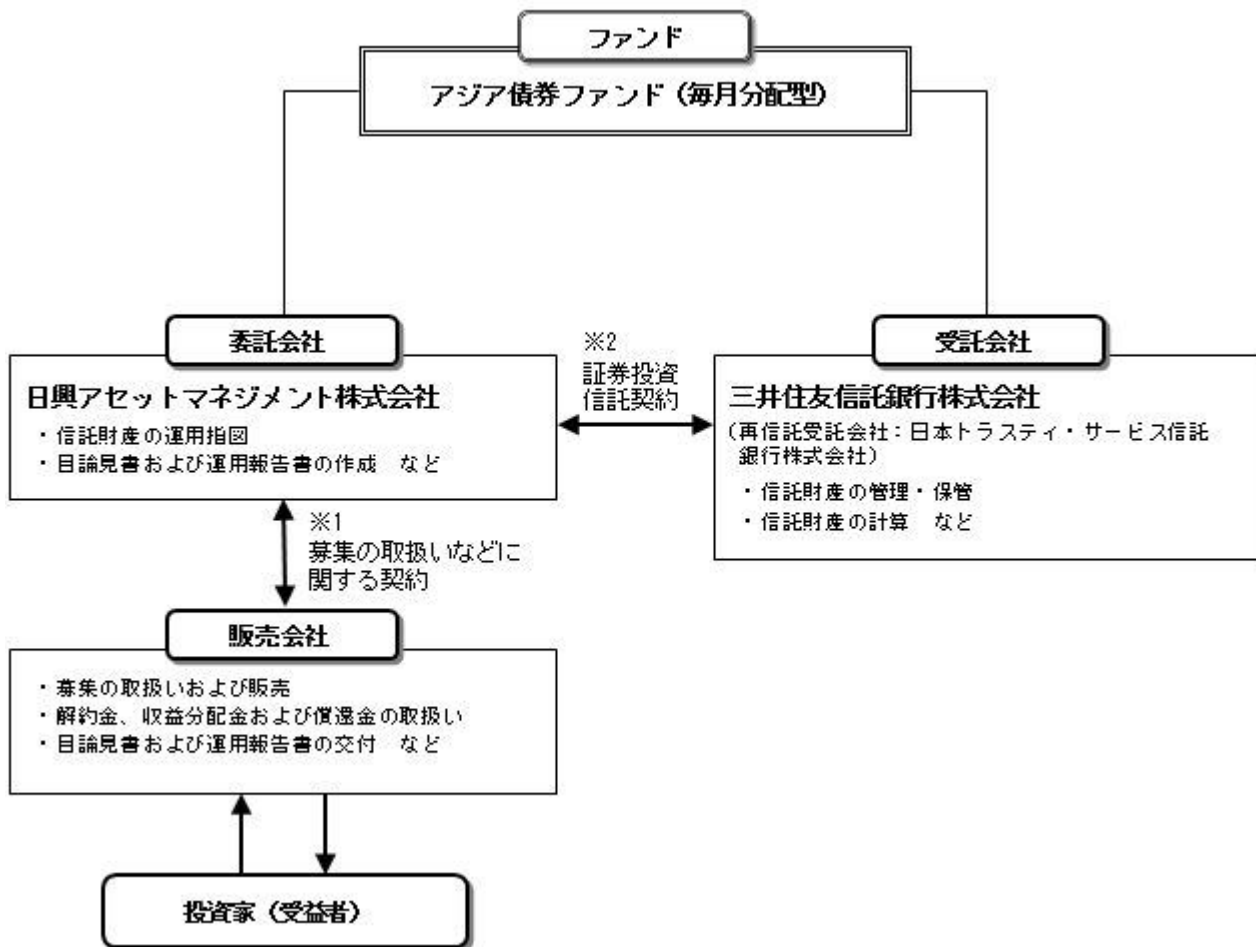 ファンド
アジア債券ファンド（毎月分配型）
委託会社
日興アセットマネジメント株式会社
・信託財産の運用指図
・目論見書および運用報告書の作成　など
※2
証券投資
信託契約
受託会社
三井住友信託銀行株式会社
（再信託受託会社：日本トラスティ・サービス信託
銀行株式会社）
・信託財産の管理・保管
・信託財産の計算　など
※1
募集の取扱いなどに
関する契約
販売会社
・募集の取扱いおよび販売
・解約金、収益分配金および償還金の取扱い
・目論見書および運用報告書の交付　など
投資家（受益者）